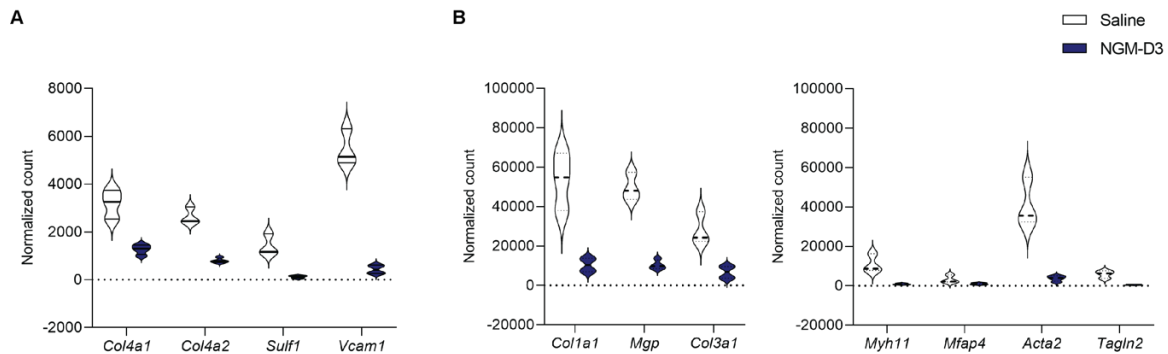 A
B
Saline
NGM-D3
Normalized count
8000
6000
4000
2000
0
-2000
Col4a1 Col4a2 Sulf1 Vcam1
Normalized count
100000
80000
60000
40000
20000
0
-20000
Col1a1 Mgp Col3a1
Normalized count
100000
80000
60000
40000
20000
0
-20000
Myh11 Mfap4 Acta2 Tagln2